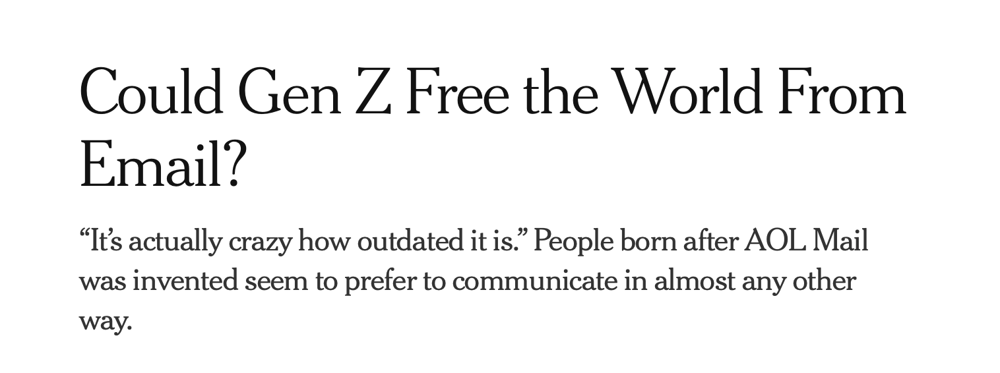 Could Gen Z Free the World From
Email?
“It’s actually crazy how outdated it is.” People born after AOL Mail
was invented seem to prefer to communicate in almost any other
way.